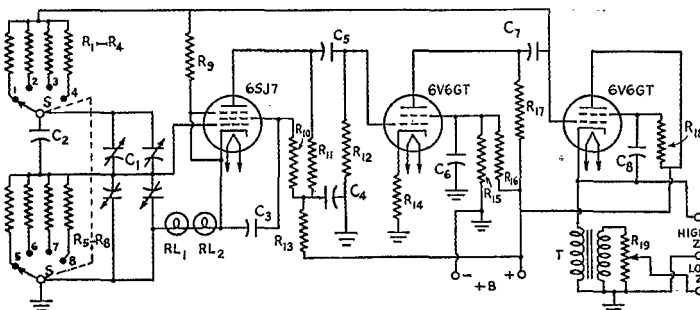 R₁–R₄
1 2 3 4
S
C₂
C₁
R₅–R₈
5 6 7 8
S
RL₁ RL₂
R₉
6SJ7
C₃
R₁₀
R₁₁
C₄
R₁₃
C₅
R₁₂
6V6GT
R₁₄
C₆
R₁₅
R₁₆
– +B +
C₇
R₁₇
6V6GT
C₈
R₁₈
T
R₁₉
HIGH
Z
LO
Z